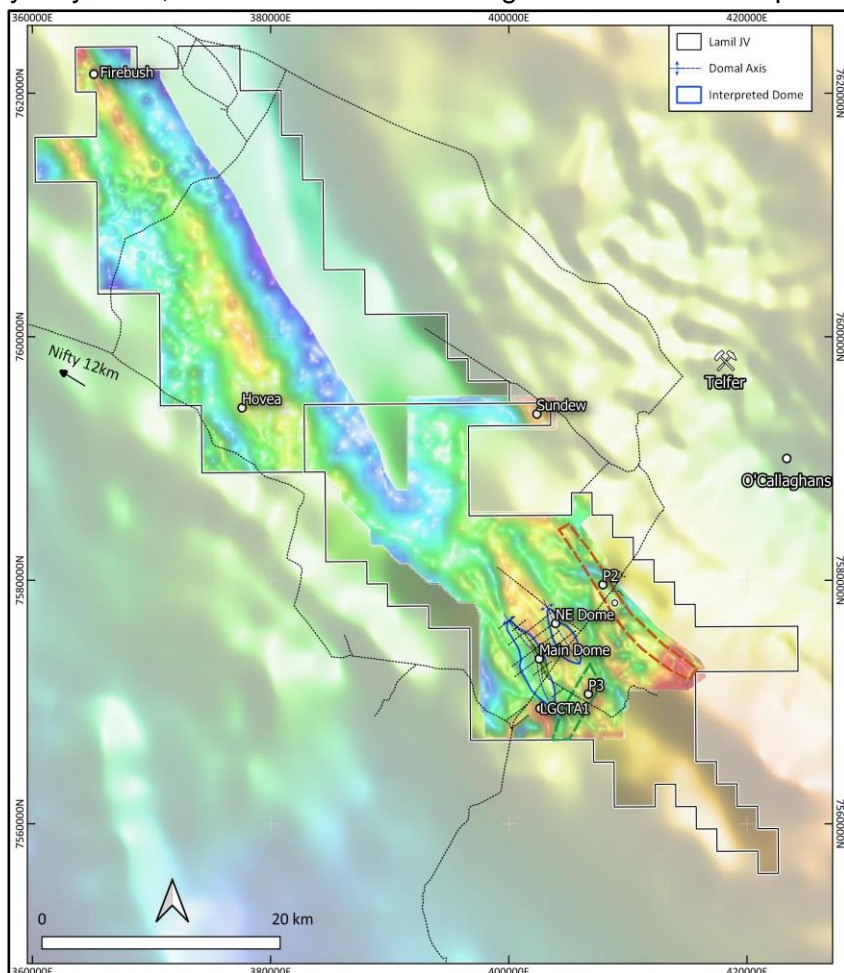 360000E
380000E
400000E
420000E
Lamil JV
Domal Axis
Interpreted Dome
Firebush
7620000N
7620000N
7600000N
7600000N
Nifty 12km
Telfer
Hovea
Sundew
O'Callaghans
7580000N
7580000N
P2
NE Dome
Main Dome
P3
LGCTA1
7560000N
7560000N
0
20 km
360000E
380000E
400000E
420000E